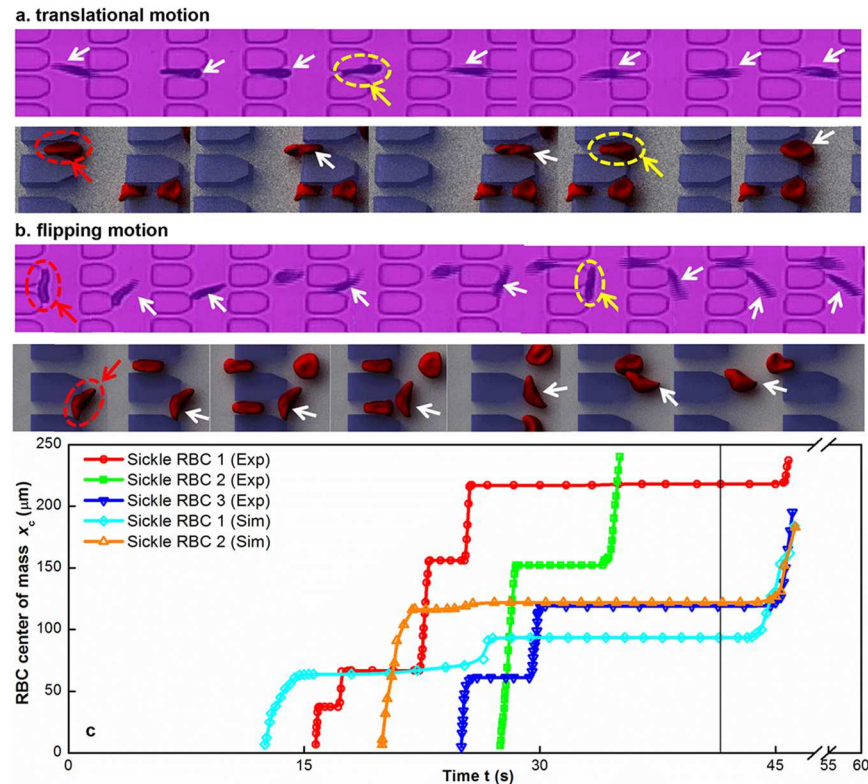 a. translational motion
b. flipping motion
250
200
150
100
50
0
RBC center of mass x_c (μm)
Sickle RBC 1 (Exp)
Sickle RBC 2 (Exp)
Sickle RBC 3 (Exp)
Sickle RBC 1 (Sim)
Sickle RBC 2 (Sim)
c
0 15 30 45 55 60
Time t (s)